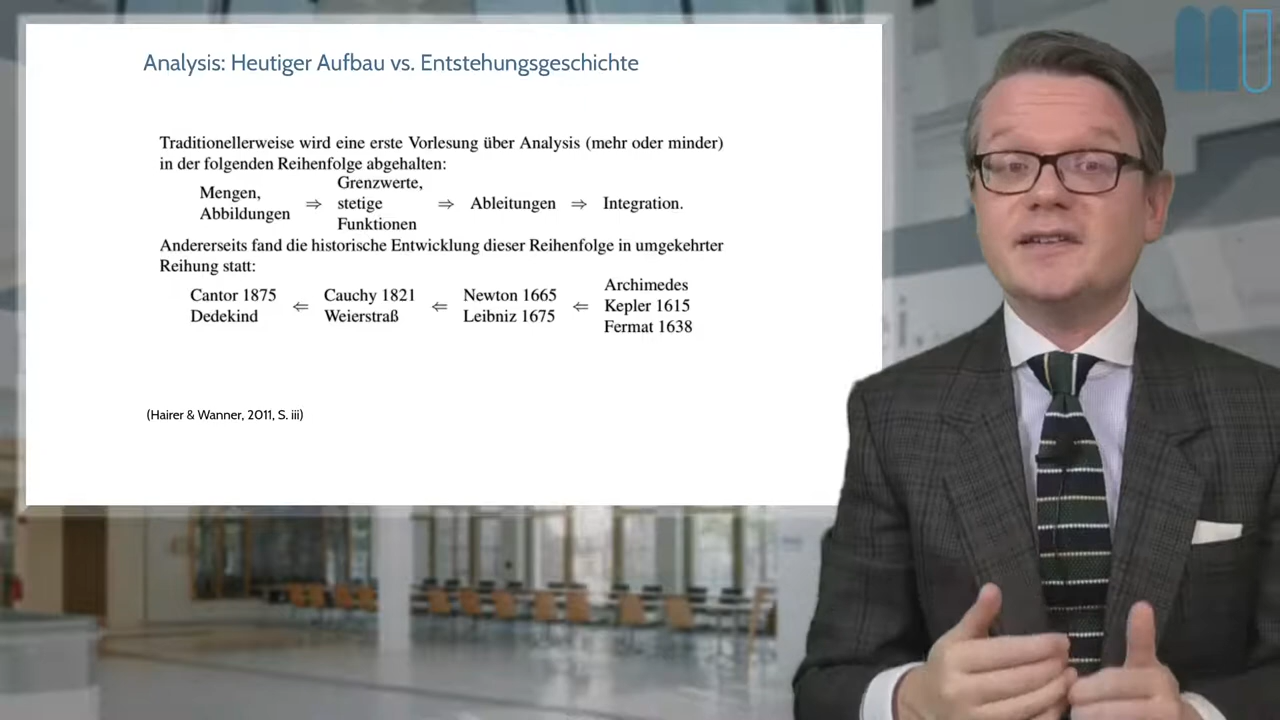 Analysis: Heutiger Aufbau vs. Entstehungsgeschichte
Traditionellerweise wird eine erste Vorlesung über Analysis (mehr oder minder)
in der folgenden Reihenfolge abgehalten:
Mengen,
Abbildungen
⇒
Grenzwerte,
stetige
Funktionen
⇒ Ableitungen ⇒ Integration.
Andererseits fand die historische Entwicklung dieser Reihenfolge in umgekehrter
Reihung statt:
Cantor 1875
Dedekind
⇐
Cauchy 1821
Weierstraß
⇐
Newton 1665
Leibniz 1675
⇐
Archimedes
Kepler 1615
Fermat 1638
(Hairer & Wanner, 2011, S. iii)